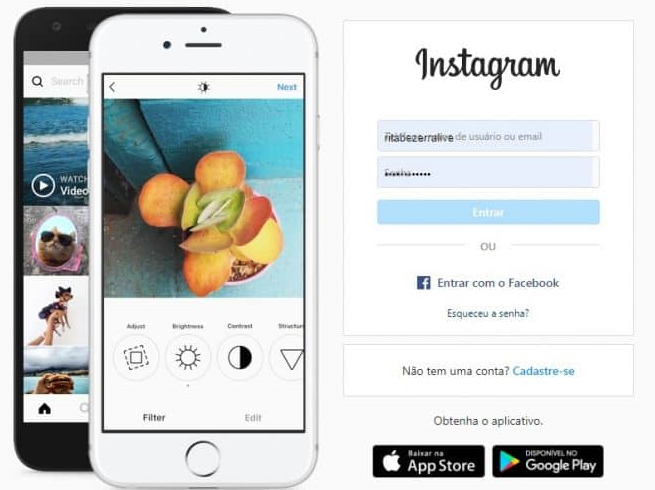 Search
WATCH
Video
Next
Adjust
Brightness
Contrast
Structure
Filter
Edit
Instagram
ritabezerralive de usuário ou email
Senha
Entrar
OU
Entrar com o Facebook
Esqueceu a senha?
Não tem uma conta? Cadastre-se
Obtenha o aplicativo.
Baixar na
App Store
DISPONÍVEL NO
Google Play